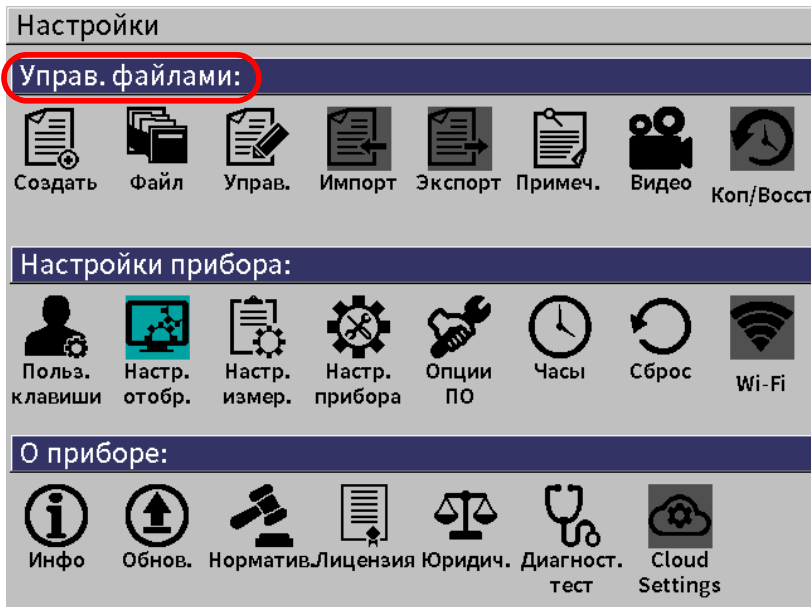 Настройки
Управ. файлами:
Создать Файл Управ. Импорт Экспорт Примеч. Видео Коп/Восст
Настройки прибора:
Польз. Настр. Настр. Настр. Опции Часы Сброс Wi-Fi
клавиши отобр. измер. прибора ПО
О приборе:
Инфо Обнов. Норматив. Лицензия Юридич. Диагност. Cloud
тест Settings